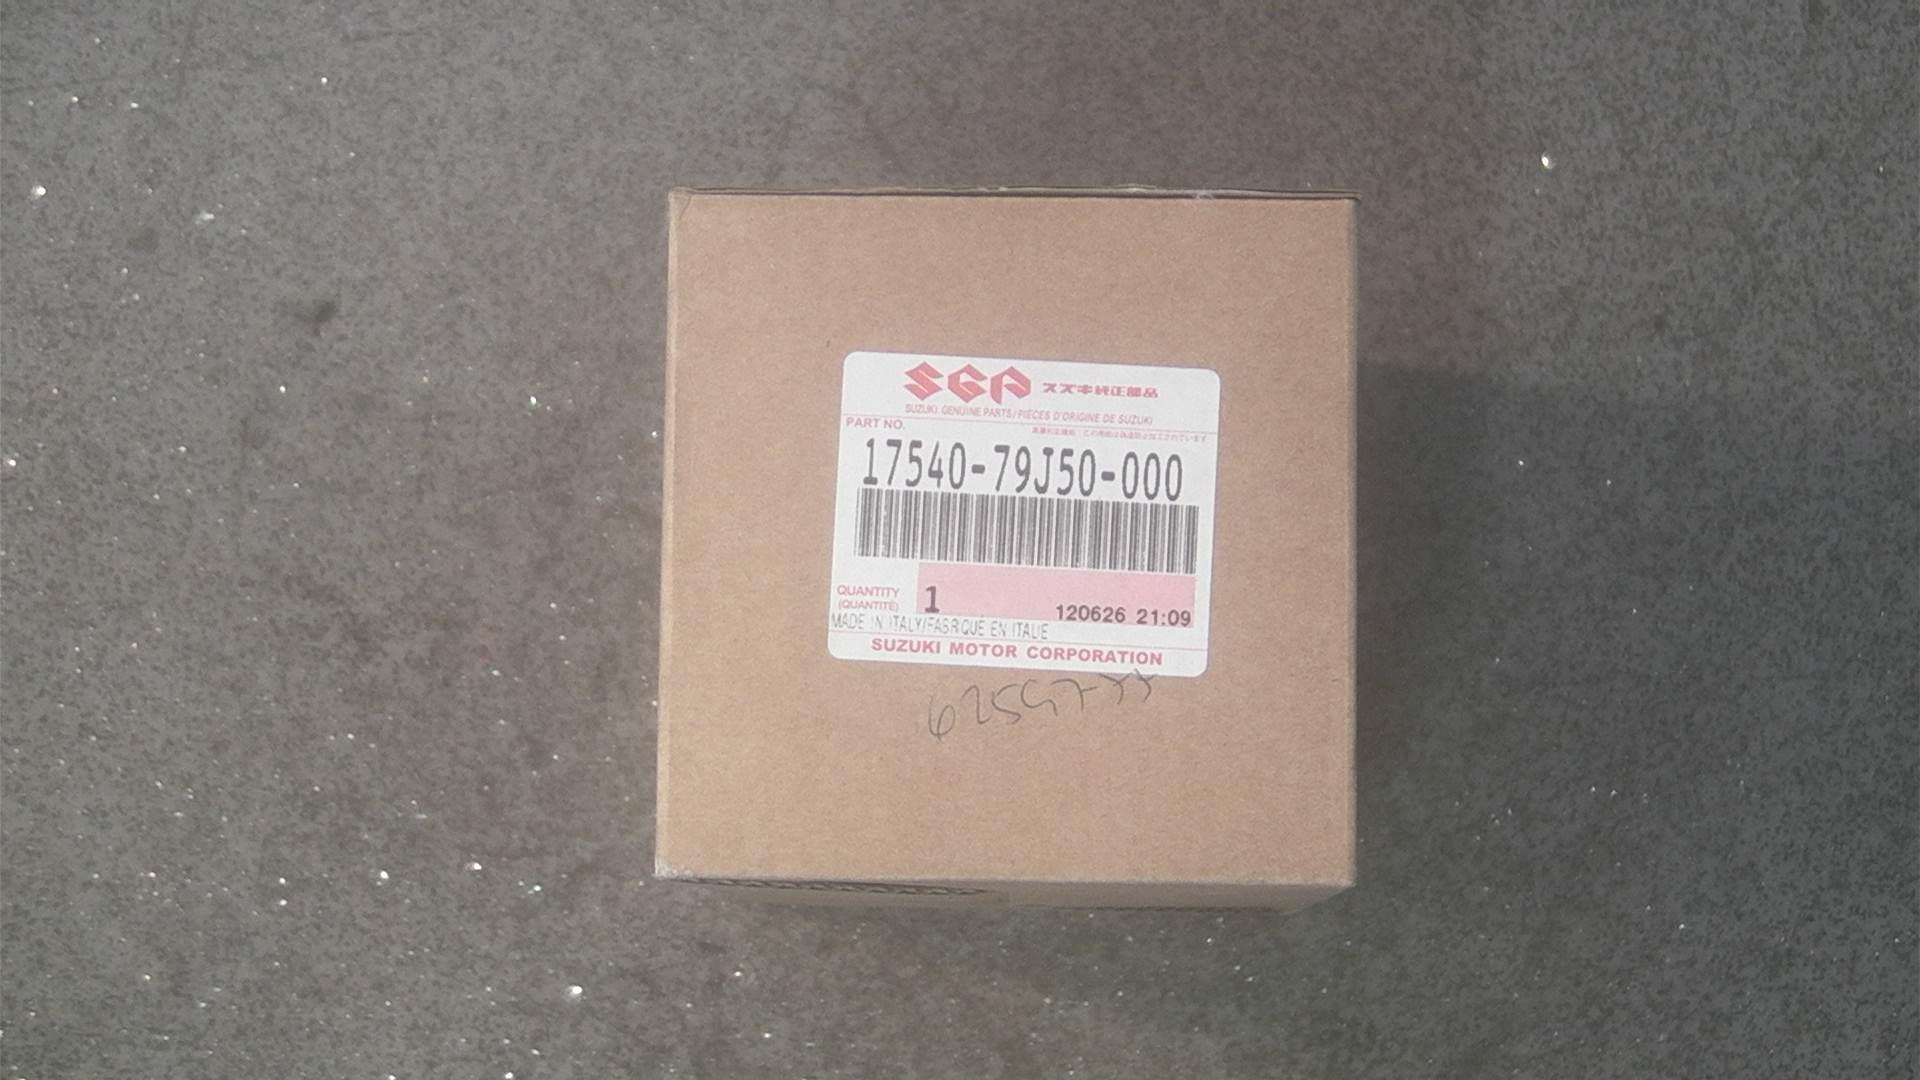 SGP スズキ純正部品
SUZUKI GENUINE PARTS/PIÈCES D'ORIGINE DE SUZUKI
PART NO.
17540-79J50-000
QUANTITY
(QUANTITÉ)
1
120626 21:09
MADE IN ITALY/FABRIQUÉ EN ITALIE
SUZUKI MOTOR CORPORATION